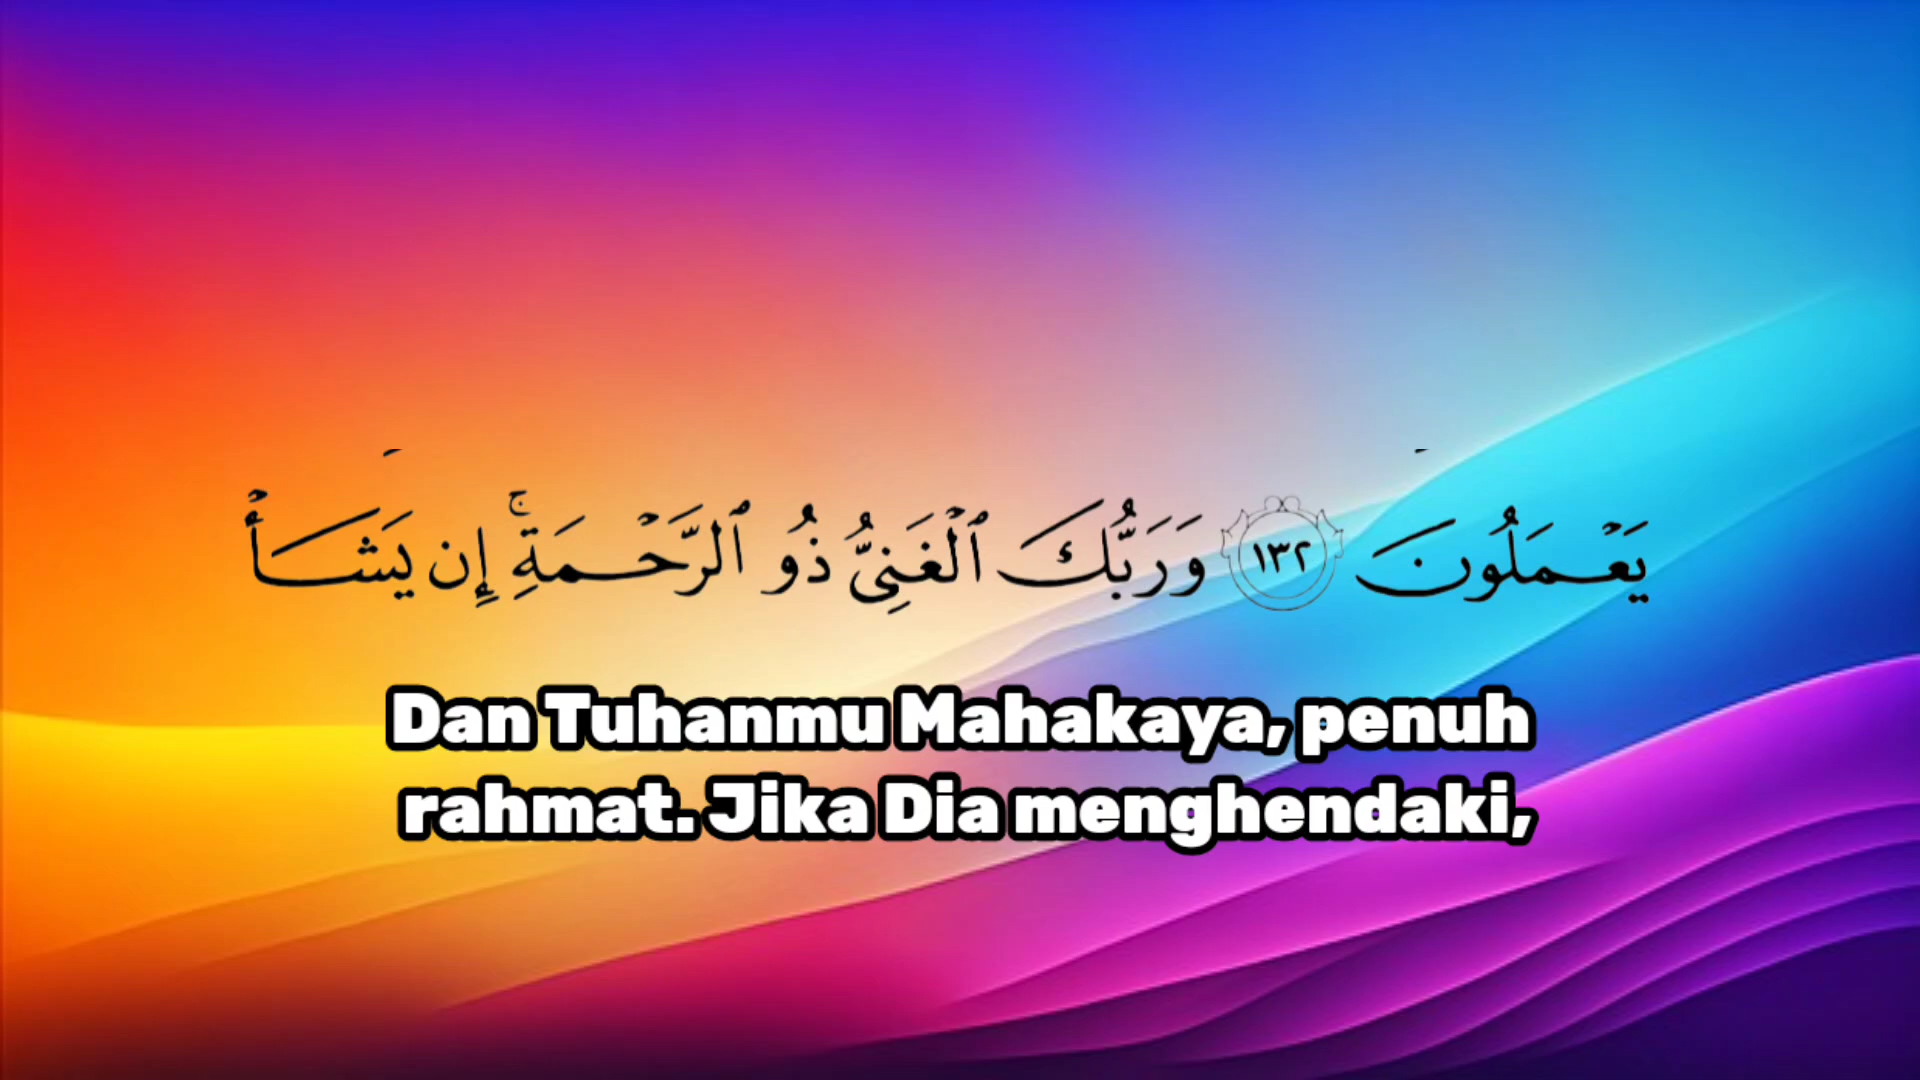 يَعْمَلُونَ ١٣٢ وَرَبُّكَ ٱلْغَنِىُّ ذُو ٱلرَّحْمَةِ ۚ إِن يَشَأْ
Dan Tuhanmu Mahakaya, penuh
rahmat. Jika Dia menghendaki,